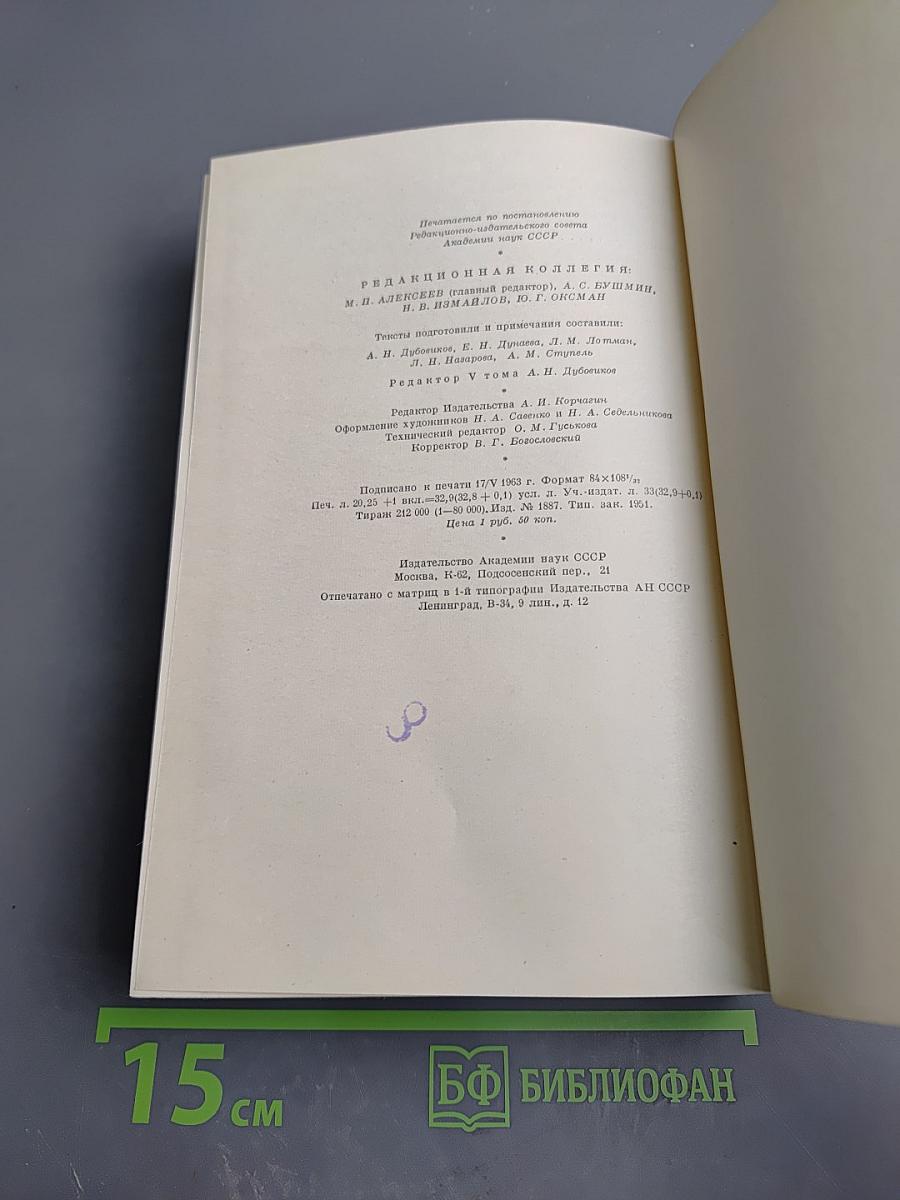 Печатается по постановлению
Редакционно-издательского совета
Академии наук СССР
*
РЕДАКЦИОННАЯ КОЛЛЕГИЯ:
М. П. АЛЕКСЕЕВ (главный редактор), А. С. БУШМИН,
Н. В. ИЗМАЙЛОВ, Ю. Г. ОКСМАН
Тексты подготовили и примечания составили:
А. Н. Дубовиков, Е. Н. Дунаева, Л. М. Лотман,
Л. Н. Назарова, А. М. Ступель
Редактор V тома А. Н. Дубовиков
*
Редактор Издательства А. И. Корчагин
Оформление художников Н. А. Савенко и Н. А. Седельникова
Технический редактор О. М. Гуськова
Корректор В. Г. Богословский
*
Подписано к печати 17/V 1963 г. Формат 84×108¹/₃₂
Печ. л. 20,25 +1 вкл.=32,9(32,8 + 0,1) усл. л. Уч.-издат. л. 33(32,9+0,1)
Тираж 212 000 (1—80 000). Изд. № 1887. Тип. зак. 1951.
Цена 1 руб. 50 коп.
*
Издательство Академии наук СССР
Москва, К-62, Подсосенский пер., 21
Отпечатано с матриц в 1-й типографии Издательства АН СССР
Ленинград, В-34, 9 лин., д. 12
15 см
БФ БИБЛИОФАН